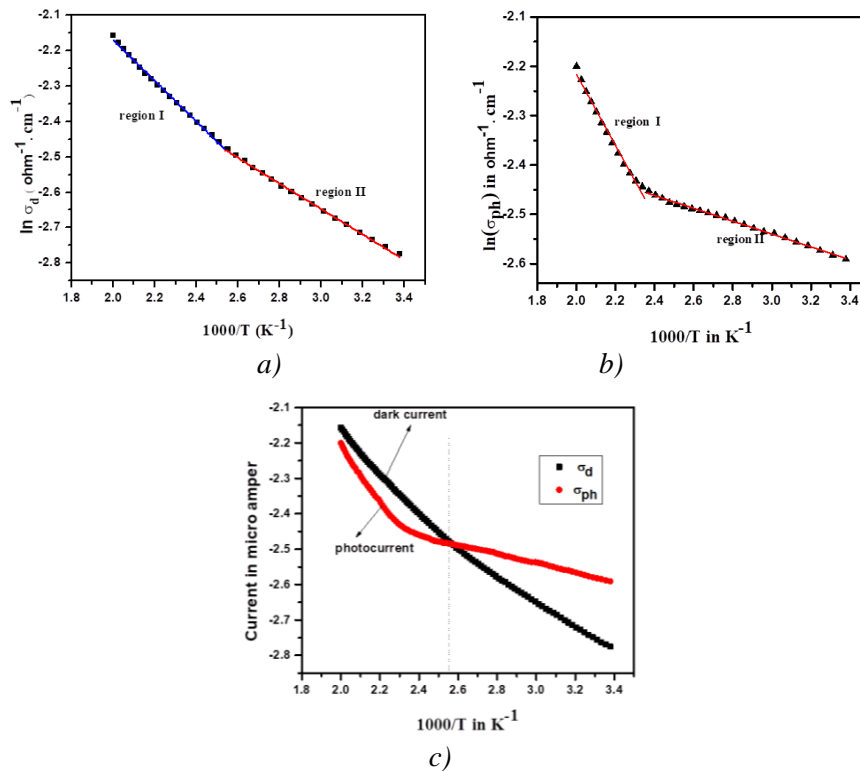 a)
ln σd ( ohm-1. cm-1)
-2.1
-2.2
-2.3
-2.4
-2.5
-2.6
-2.7
-2.8
region I
region II
1.8 2.0 2.2 2.4 2.6 2.8 3.0 3.2 3.4
1000/T (K-1)
a)
b)
ln(σph) in ohm-1. cm-1
-2.1
-2.2
-2.3
-2.4
-2.5
-2.6
region I
region II
1.8 2.0 2.2 2.4 2.6 2.8 3.0 3.2 3.4
1000/T in K-1
b)
Current in micro amper
-2.1
-2.2
-2.3
-2.4
-2.5
-2.6
-2.7
-2.8
dark current
photocurrent
σd
σph
1.8 2.0 2.2 2.4 2.6 2.8 3.0 3.2 3.4
1000/T in K-1
c)